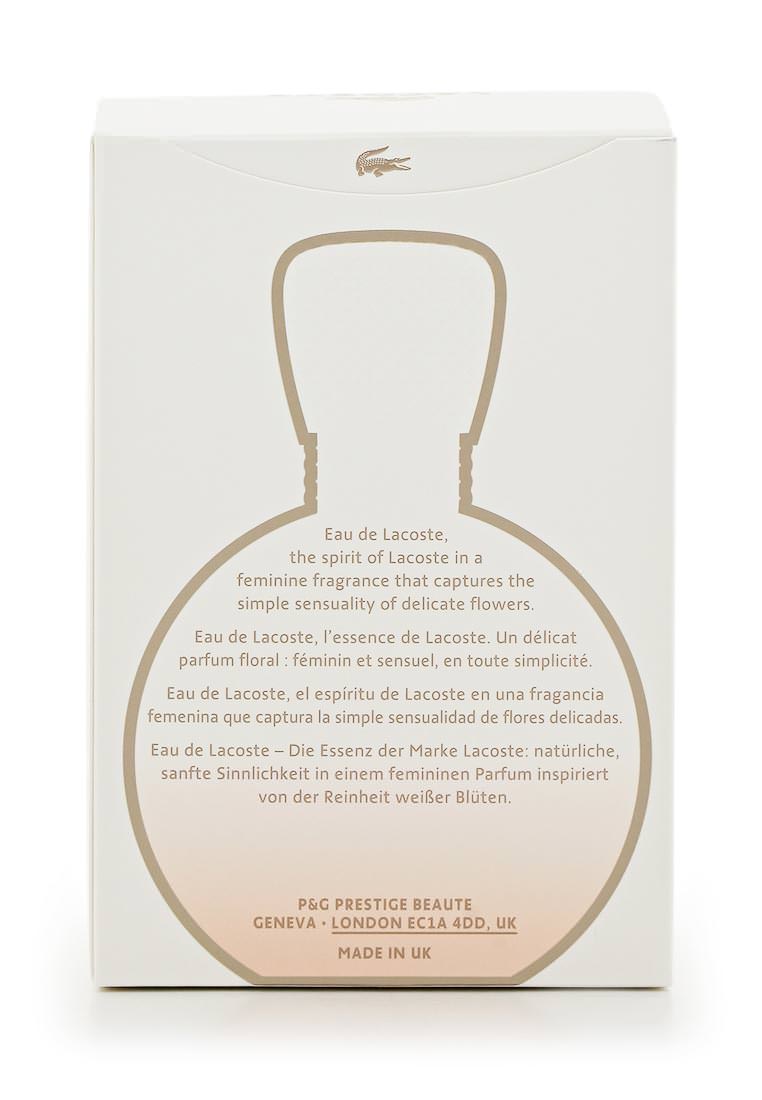 Eau de Lacoste,
the spirit of Lacoste in a
feminine fragrance that captures the
simple sensuality of delicate flowers.
Eau de Lacoste, l'essence de Lacoste. Un délicat
parfum floral : féminin et sensuel, en toute simplicité.
Eau de Lacoste, el espíritu de Lacoste en una fragancia
femenina que captura la simple sensualidad de flores delicadas.
Eau de Lacoste – Die Essenz der Marke Lacoste: natürliche,
sanfte Sinnlichkeit in einem femininen Parfum inspiriert
von der Reinheit weißer Blüten.
P&G PRESTIGE BEAUTE
GENEVA · LONDON EC1A 4DD, UK
MADE IN UK